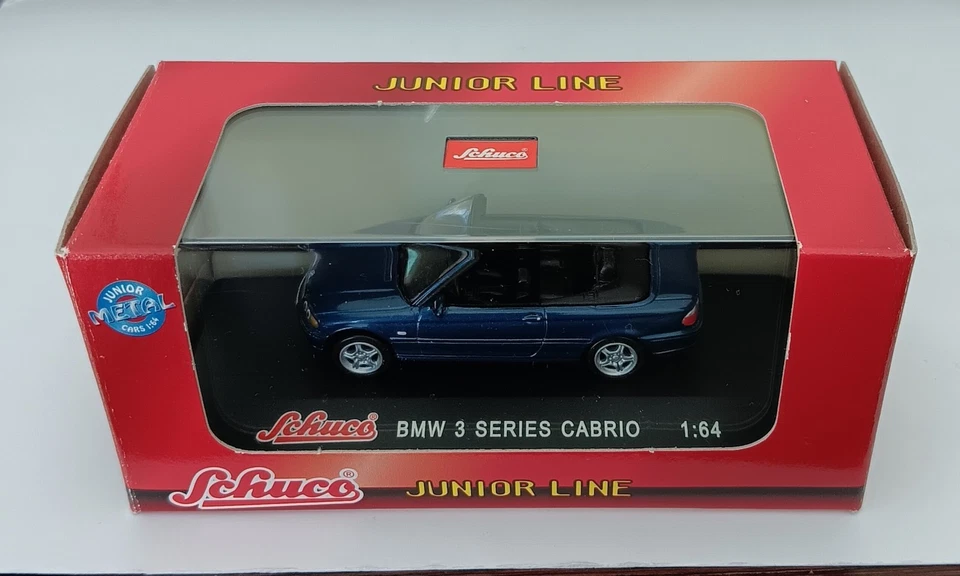 JUNIOR LINE
Schuco
JUNIOR
METAL
CARS 1:64
Schuco® BMW 3 SERIES CABRIO 1:64
Schuco® JUNIOR LINE